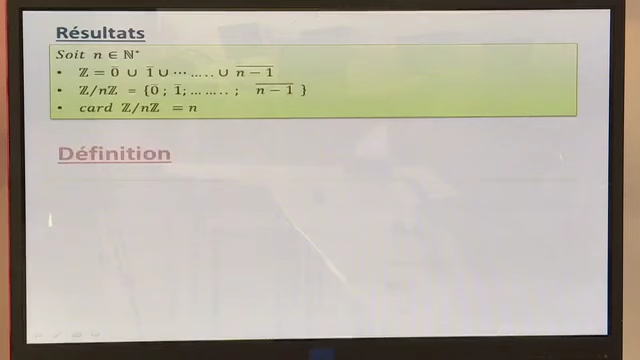 Résultats
Soit n ∈ ℕ*
• ℤ = 0̄ ∪ 1̄ ∪ ⋯ ….. ∪ n̅ ̅-̅ ̅1̅
• ℤ/nℤ = {0̄ ; 1̄; …….. ; n̅ ̅-̅ ̅1̅ }
• card ℤ/nℤ = n
Définition